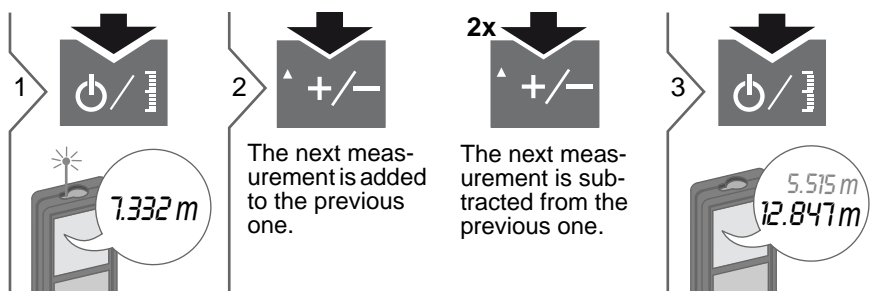 1
7.332 m
2
+/−
The next meas-
urement is added
to the previous
one.
2x
+/−
The next meas-
urement is sub-
tracted from the
previous one.
3
5.515 m
12.847 m